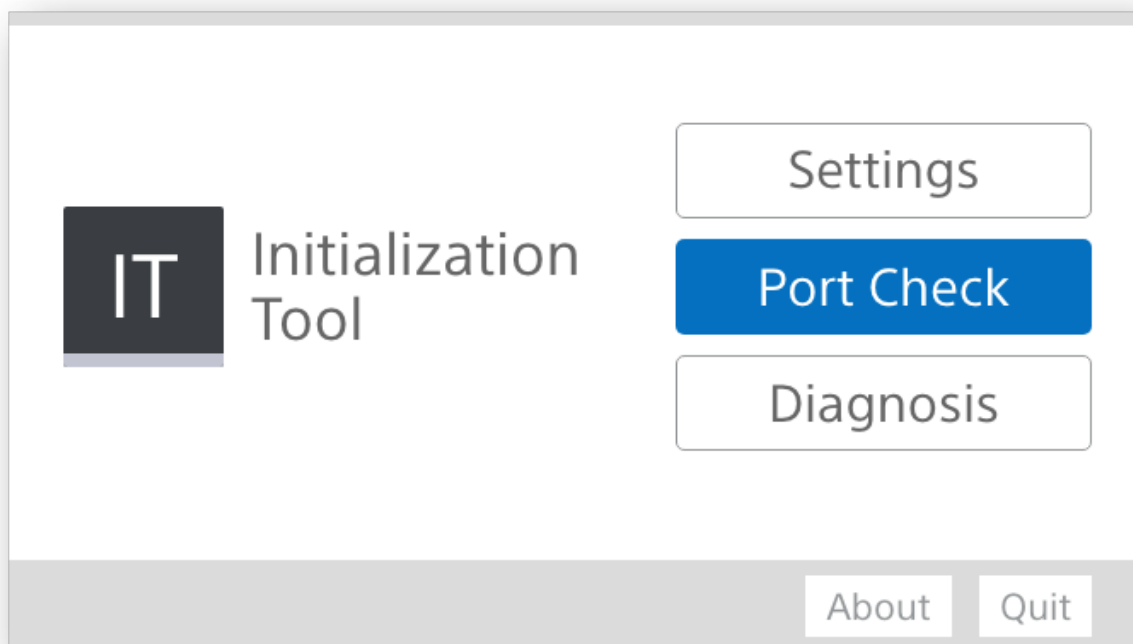 IT
Initialization
Tool
Settings
Port Check
Diagnosis
About
Quit